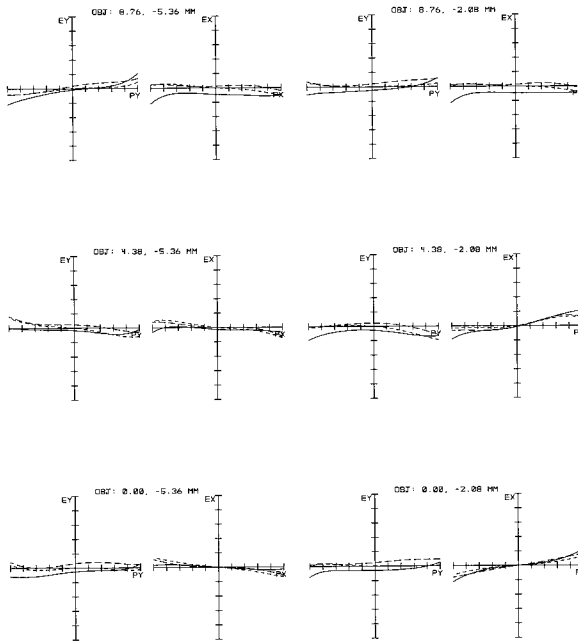 OBJ: 8.76, -5.36 MM
EY
EX
PY
PX
OBJ: 8.76, -2.08 MM
EY
EX
PY
OBJ: 4.38, -5.36 MM
EY
EX
PY
PX
OBJ: 4.38, -2.08 MM
EY
EX
PY
OBJ: 0.00, -5.36 MM
EY
EX
PY
PX
OBJ: 0.00, -2.08 MM
EY
EX
PY